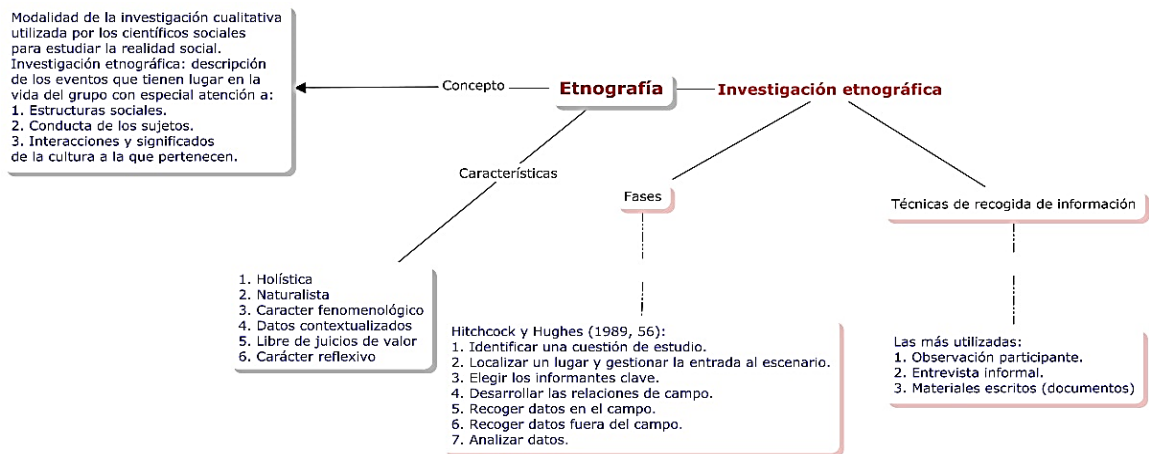 Modalidad de la investigación cualitativa
utilizada por los científicos sociales
para estudiar la realidad social.
Investigación etnográfica: descripción
de los eventos que tienen lugar en la
vida del grupo con especial atención a:
1. Estructuras sociales.
2. Conducta de los sujetos.
3. Interacciones y significados
de la cultura a la que pertenecen.
Concepto
Etnografía
Investigación etnográfica
Características
1. Holística
2. Naturalista
3. Caracter fenomenológico
4. Datos contextualizados
5. Libre de juicios de valor
6. Carácter reflexivo
Fases
Hitchcock y Hughes (1989, 56):
1. Identificar una cuestión de estudio.
2. Localizar un lugar y gestionar la entrada al escenario.
3. Elegir los informantes clave.
4. Desarrollar las relaciones de campo.
5. Recoger datos en el campo.
6. Recoger datos fuera del campo.
7. Analizar datos.
Técnicas de recogida de información
Las más utilizadas:
1. Observación participante.
2. Entrevista informal.
3. Materiales escritos (documentos)